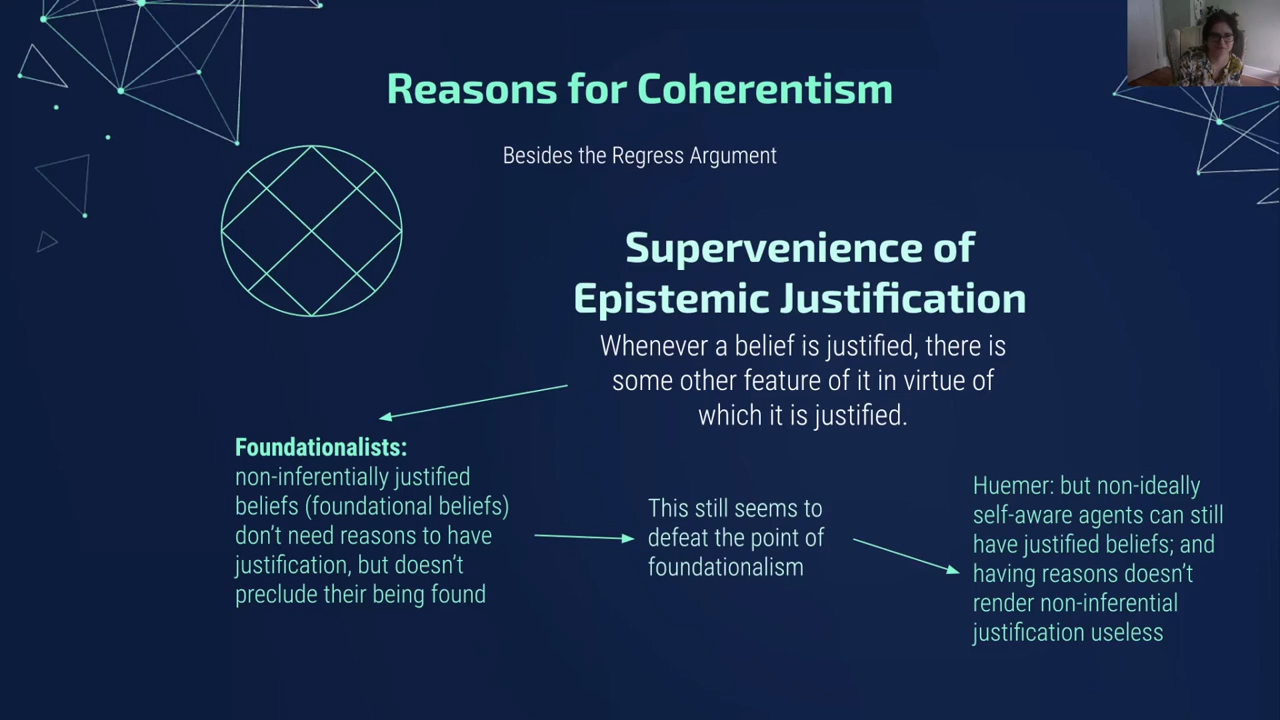 Reasons for Coherentism
Besides the Regress Argument
Supervenience of
Epistemic Justification
Whenever a belief is justified, there is
some other feature of it in virtue of
which it is justified.
Foundationalists:
non-inferentially justified
beliefs (foundational beliefs)
don't need reasons to have
justification, but doesn't
preclude their being found
This still seems to
defeat the point of
foundationalism
Huemer: but non-ideally
self-aware agents can still
have justified beliefs; and
having reasons doesn't
render non-inferential
justification useless